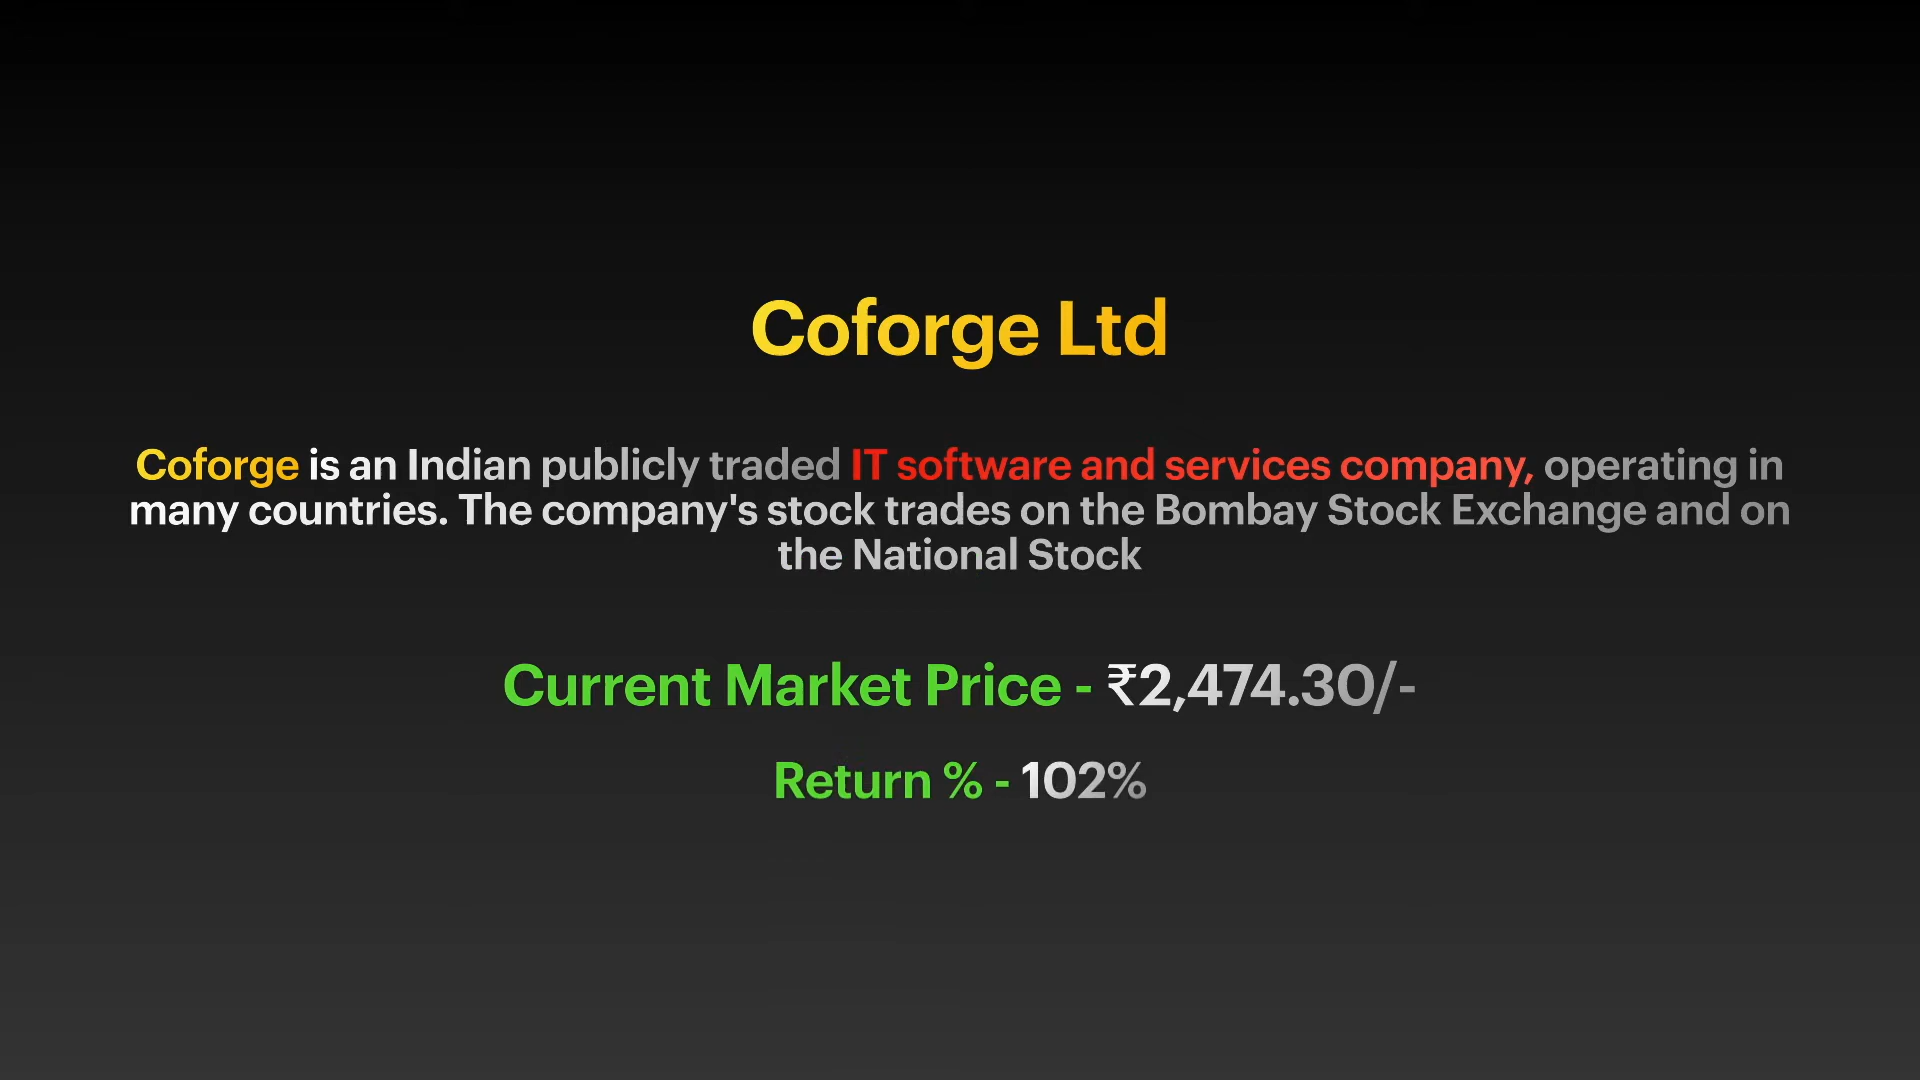 Coforge Ltd
Coforge is an Indian publicly traded IT software and services company, operating in
many countries. The company's stock trades on the Bombay Stock Exchange and on
the National Stock
Current Market Price - ₹2,474.30/-
Return % - 102%